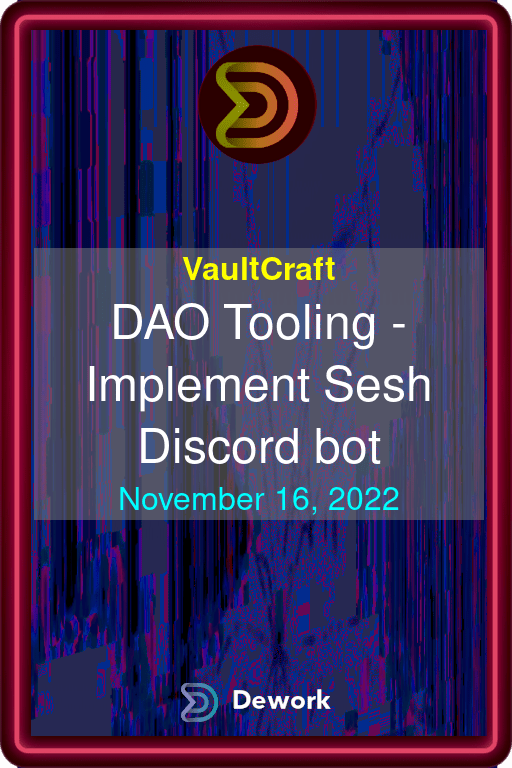 VaultCraft
DAO Tooling -
Implement Sesh
Discord bot
November 16, 2022
Dework